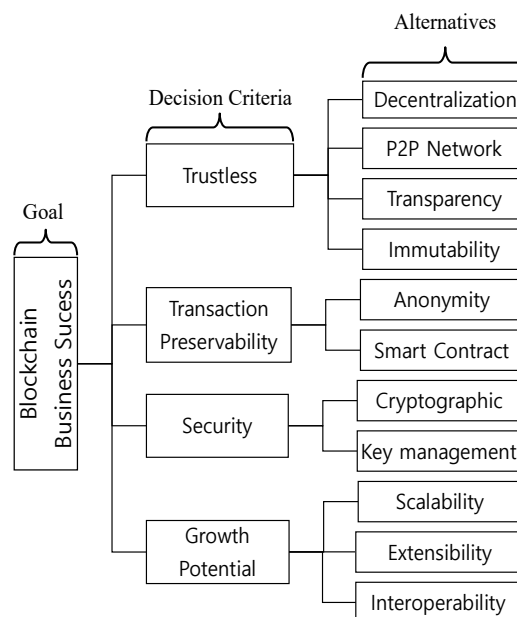 Alternatives
Decision Criteria
Goal
Blockchain
Business Sucess
Trustless
Decentralization
P2P Network
Transparency
Immutability
Transaction
Preservability
Anonymity
Smart Contract
Security
Cryptographic
Key management
Growth
Potential
Scalability
Extensibility
Interoperability